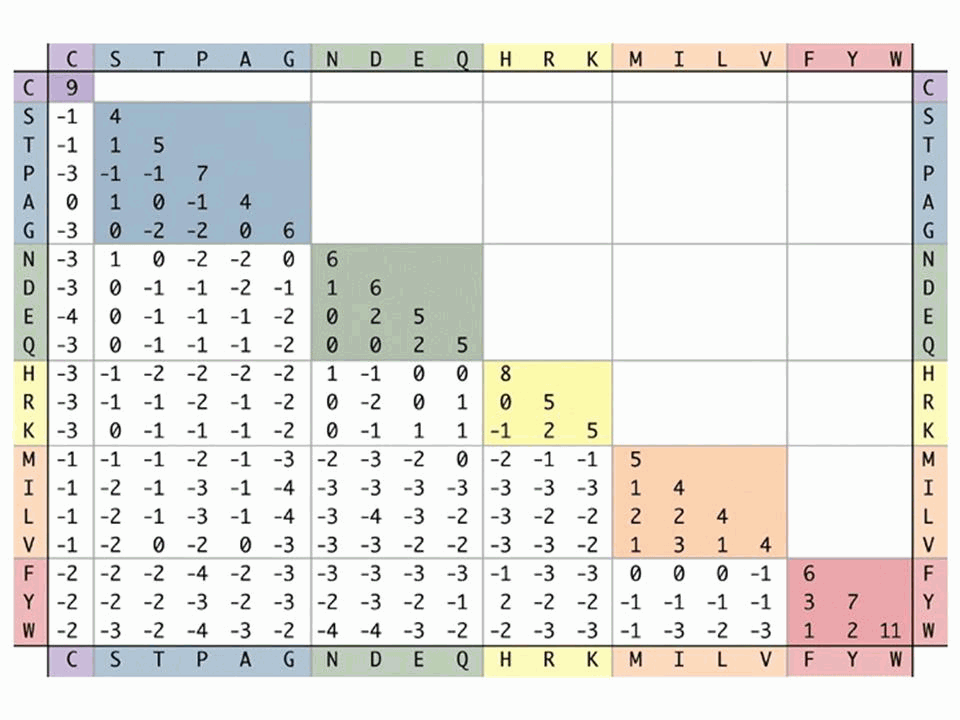 C S T P A G N D E Q H R K M I L V F Y W
C 9 C
S -1 4 S
T -1 1 5 T
P -3 -1 -1 7 P
A 0 1 0 -1 4 A
G -3 0 -2 -2 0 6 G
N -3 1 0 -2 -2 0 6 N
D -3 0 -1 -1 -2 -1 1 6 D
E -4 0 -1 -1 -1 -2 0 2 5 E
Q -3 0 -1 -1 -1 -2 0 0 2 5 Q
H -3 -1 -2 -2 -2 -2 1 -1 0 0 8 H
R -3 -1 -1 -2 -1 -2 0 -2 0 1 0 5 R
K -3 0 -1 -1 -1 -2 0 -1 1 1 -1 2 5 K
M -1 -1 -1 -2 -1 -3 -2 -3 -2 0 -2 -1 -1 5 M
I -1 -2 -1 -3 -1 -4 -3 -3 -3 -3 -3 -3 -3 1 4 I
L -1 -2 -1 -3 -1 -4 -3 -4 -3 -2 -3 -2 -2 2 2 4 L
V -1 -2 0 -2 0 -3 -3 -3 -2 -2 -3 -3 -2 1 3 1 4 V
F -2 -2 -2 -4 -2 -3 -3 -3 -3 -3 -1 -3 -3 0 0 0 -1 6 F
Y -2 -2 -2 -3 -2 -3 -2 -3 -2 -1 2 -2 -2 -1 -1 -1 -1 3 7 Y
W -2 -3 -2 -4 -3 -2 -4 -4 -3 -2 -2 -3 -3 -1 -3 -2 -3 1 2 11 W
C S T P A G N D E Q H R K M I L V F Y W